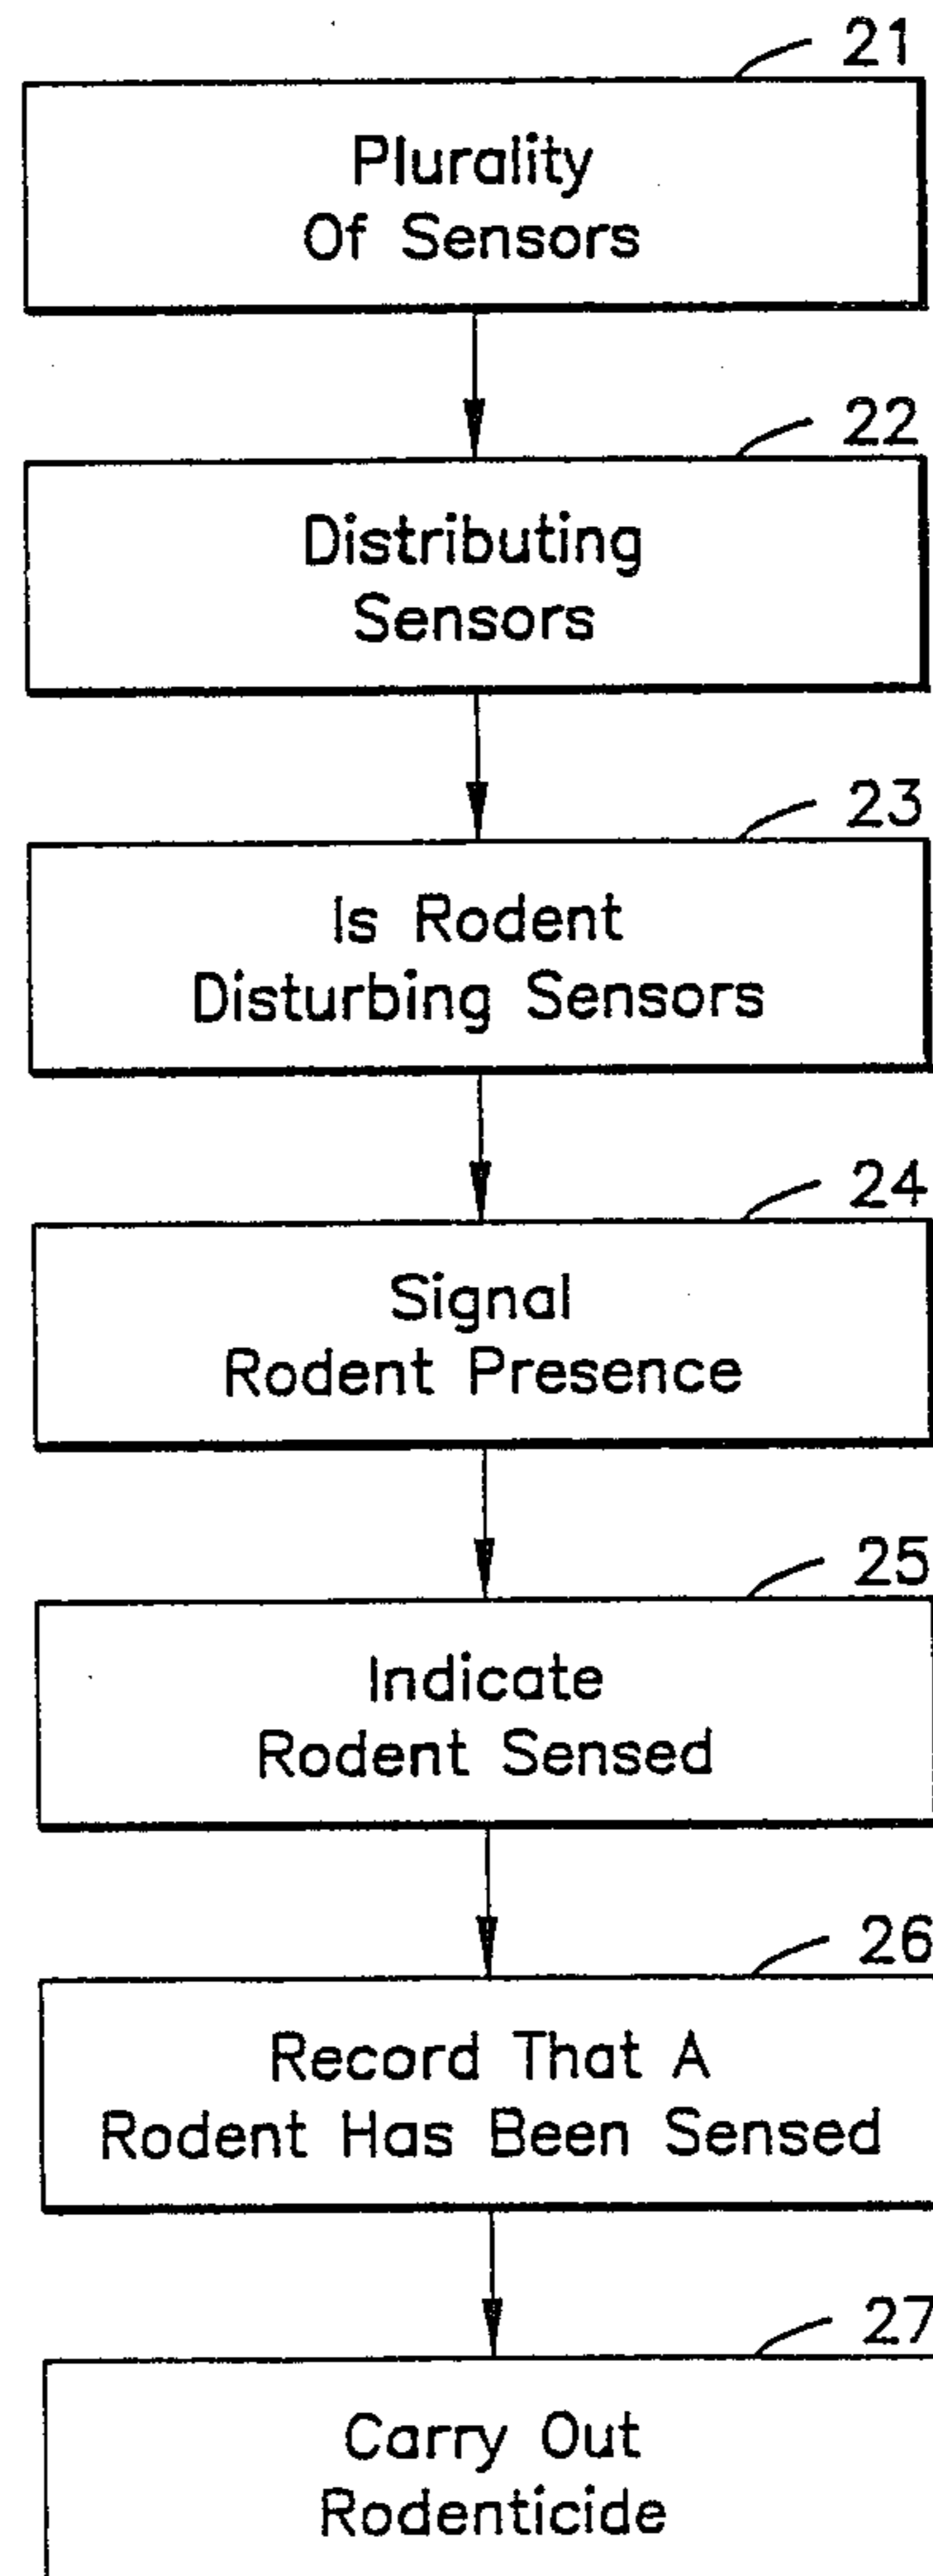 21
Plurality
Of Sensors
22
Distributing
Sensors
23
Is Rodent
Disturbing Sensors
24
Signal
Rodent Presence
25
Indicate
Rodent Sensed
26
Record That A
Rodent Has Been Sensed
27
Carry Out
Rodenticide